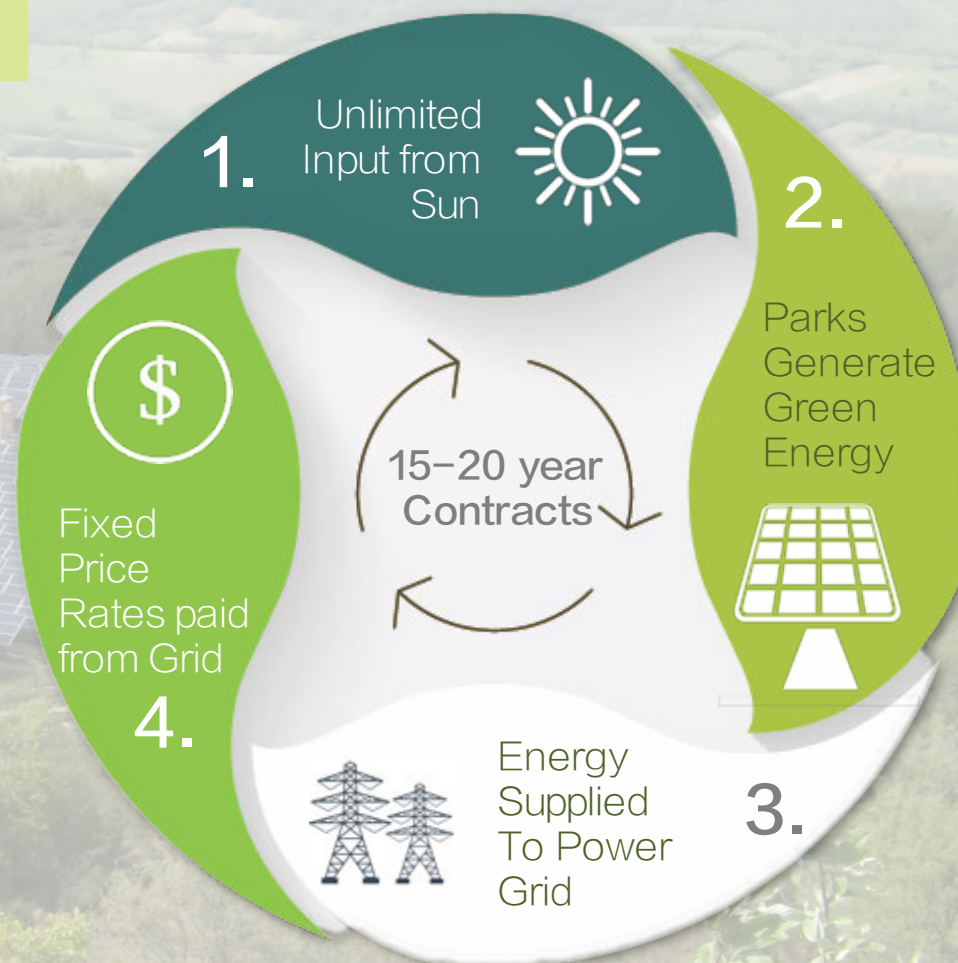 1.
Unlimited
Input from
Sun
2.
Parks
Generate
Green
Energy
3.
Energy
Supplied
To Power
Grid
$
Fixed
Price
Rates paid
from Grid
4.
15-20 year
Contracts